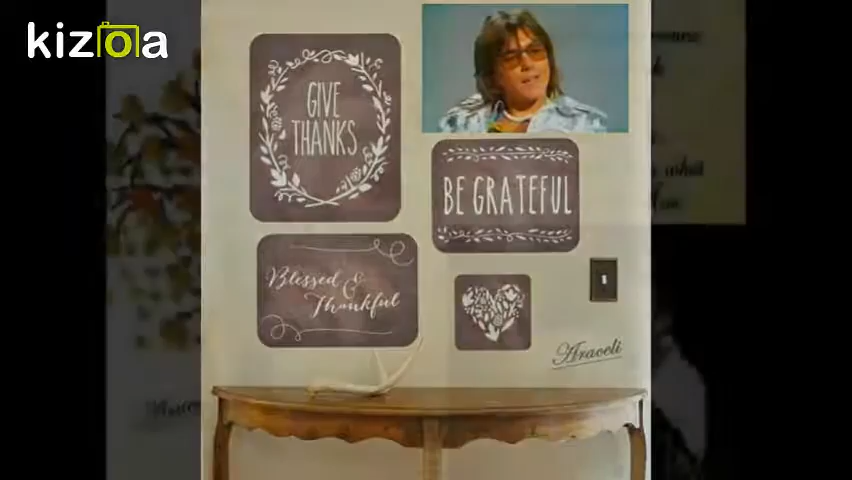 kizoa
GIVE
THANKS
BE GRATEFUL
Blessed &
Thankful
Araceli